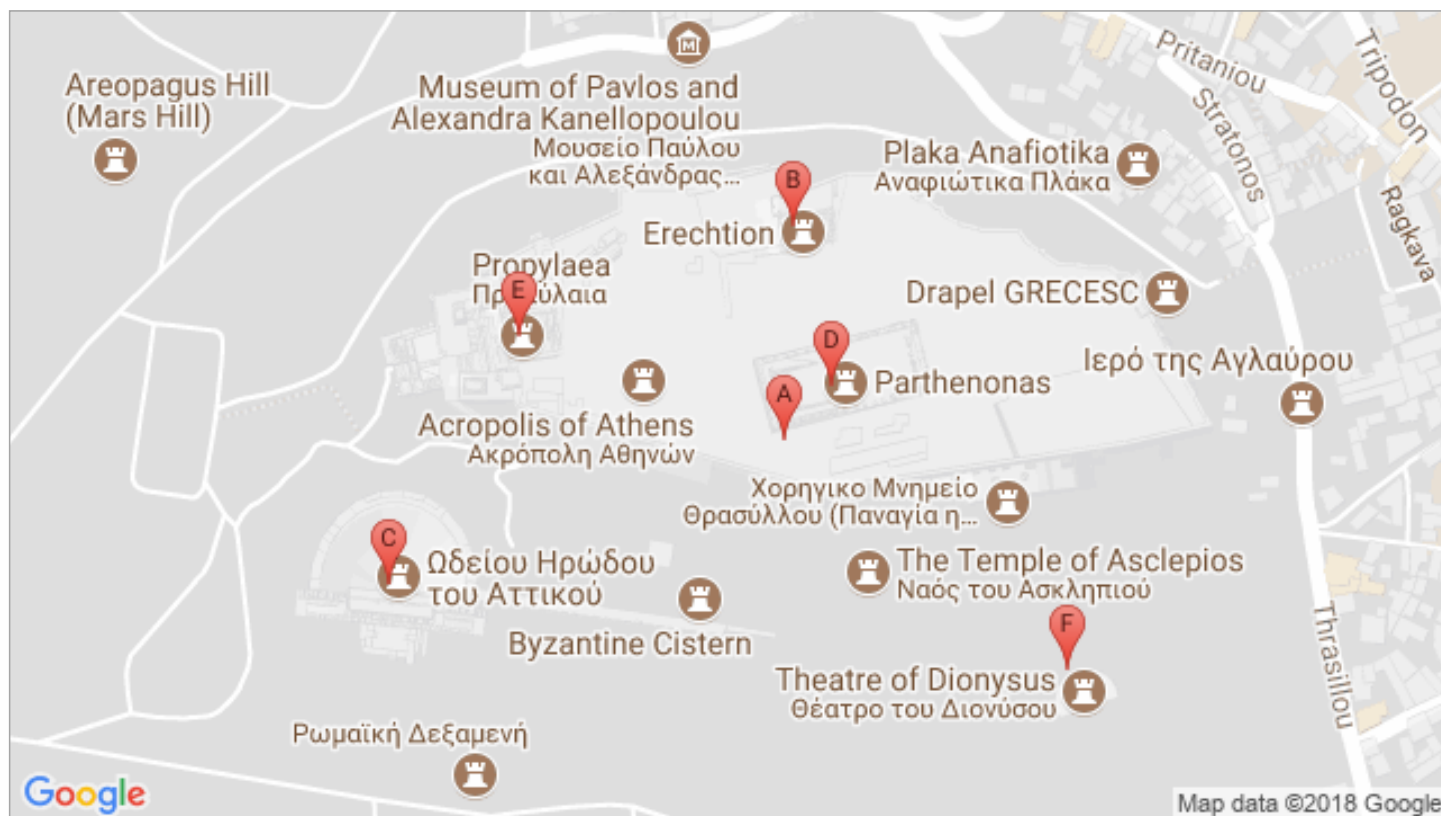 Areopagus Hill
(Mars Hill)
Museum of Pavlos and
Alexandra Kanellopoulou
Μουσείο Παύλου
και Αλεξάνδρας...
Pritaniou
Tripodon
Stratonos
Ragkava
Plaka Anafiotika
Αναφιώτικα Πλάκα
B
Erechtion
Propylaea
E
Drapel GRECESC
D
Parthenonas
A
Ιερό της Αγλαύρου
Acropolis of Athens
Ακρόπολη Αθηνών
Χορηγικο Μνημείο
Θρασύλλου (Παναγία η...
C
Ωδείου Ηρώδου
του Αττικού
The Temple of Asclepios
Ναός του Ασκληπιού
Byzantine Cistern
F
Theatre of Dionysus
Θέατρο του Διονύσου
Thrasillou
Ρωμαϊκή Δεξαμενή
Google
Map data ©2018 Google